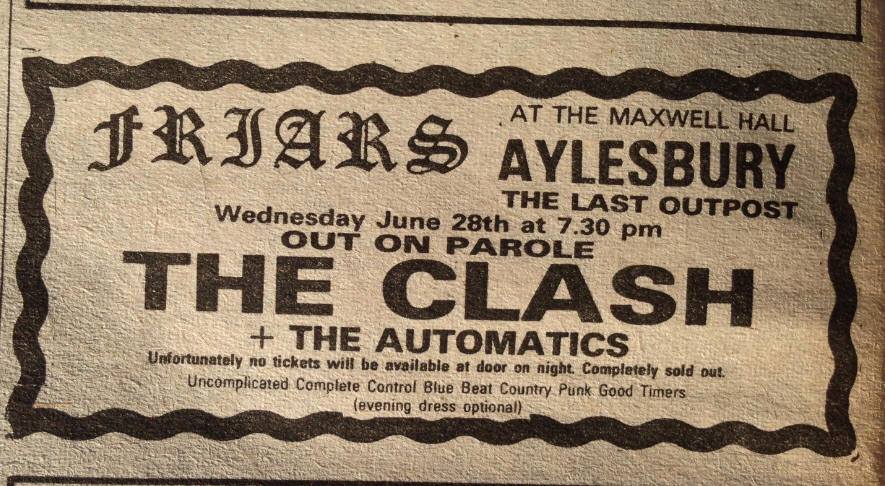 FRIARS
AT THE MAXWELL HALL
AYLESBURY
THE LAST OUTPOST
Wednesday June 28th at 7.30 pm
OUT ON PAROLE
THE CLASH
+ THE AUTOMATICS
Unfortunately no tickets will be available at door on night. Completely sold out.
Uncomplicated Complete Control Blue Beat Country Punk Good Timers
(evening dress optional)